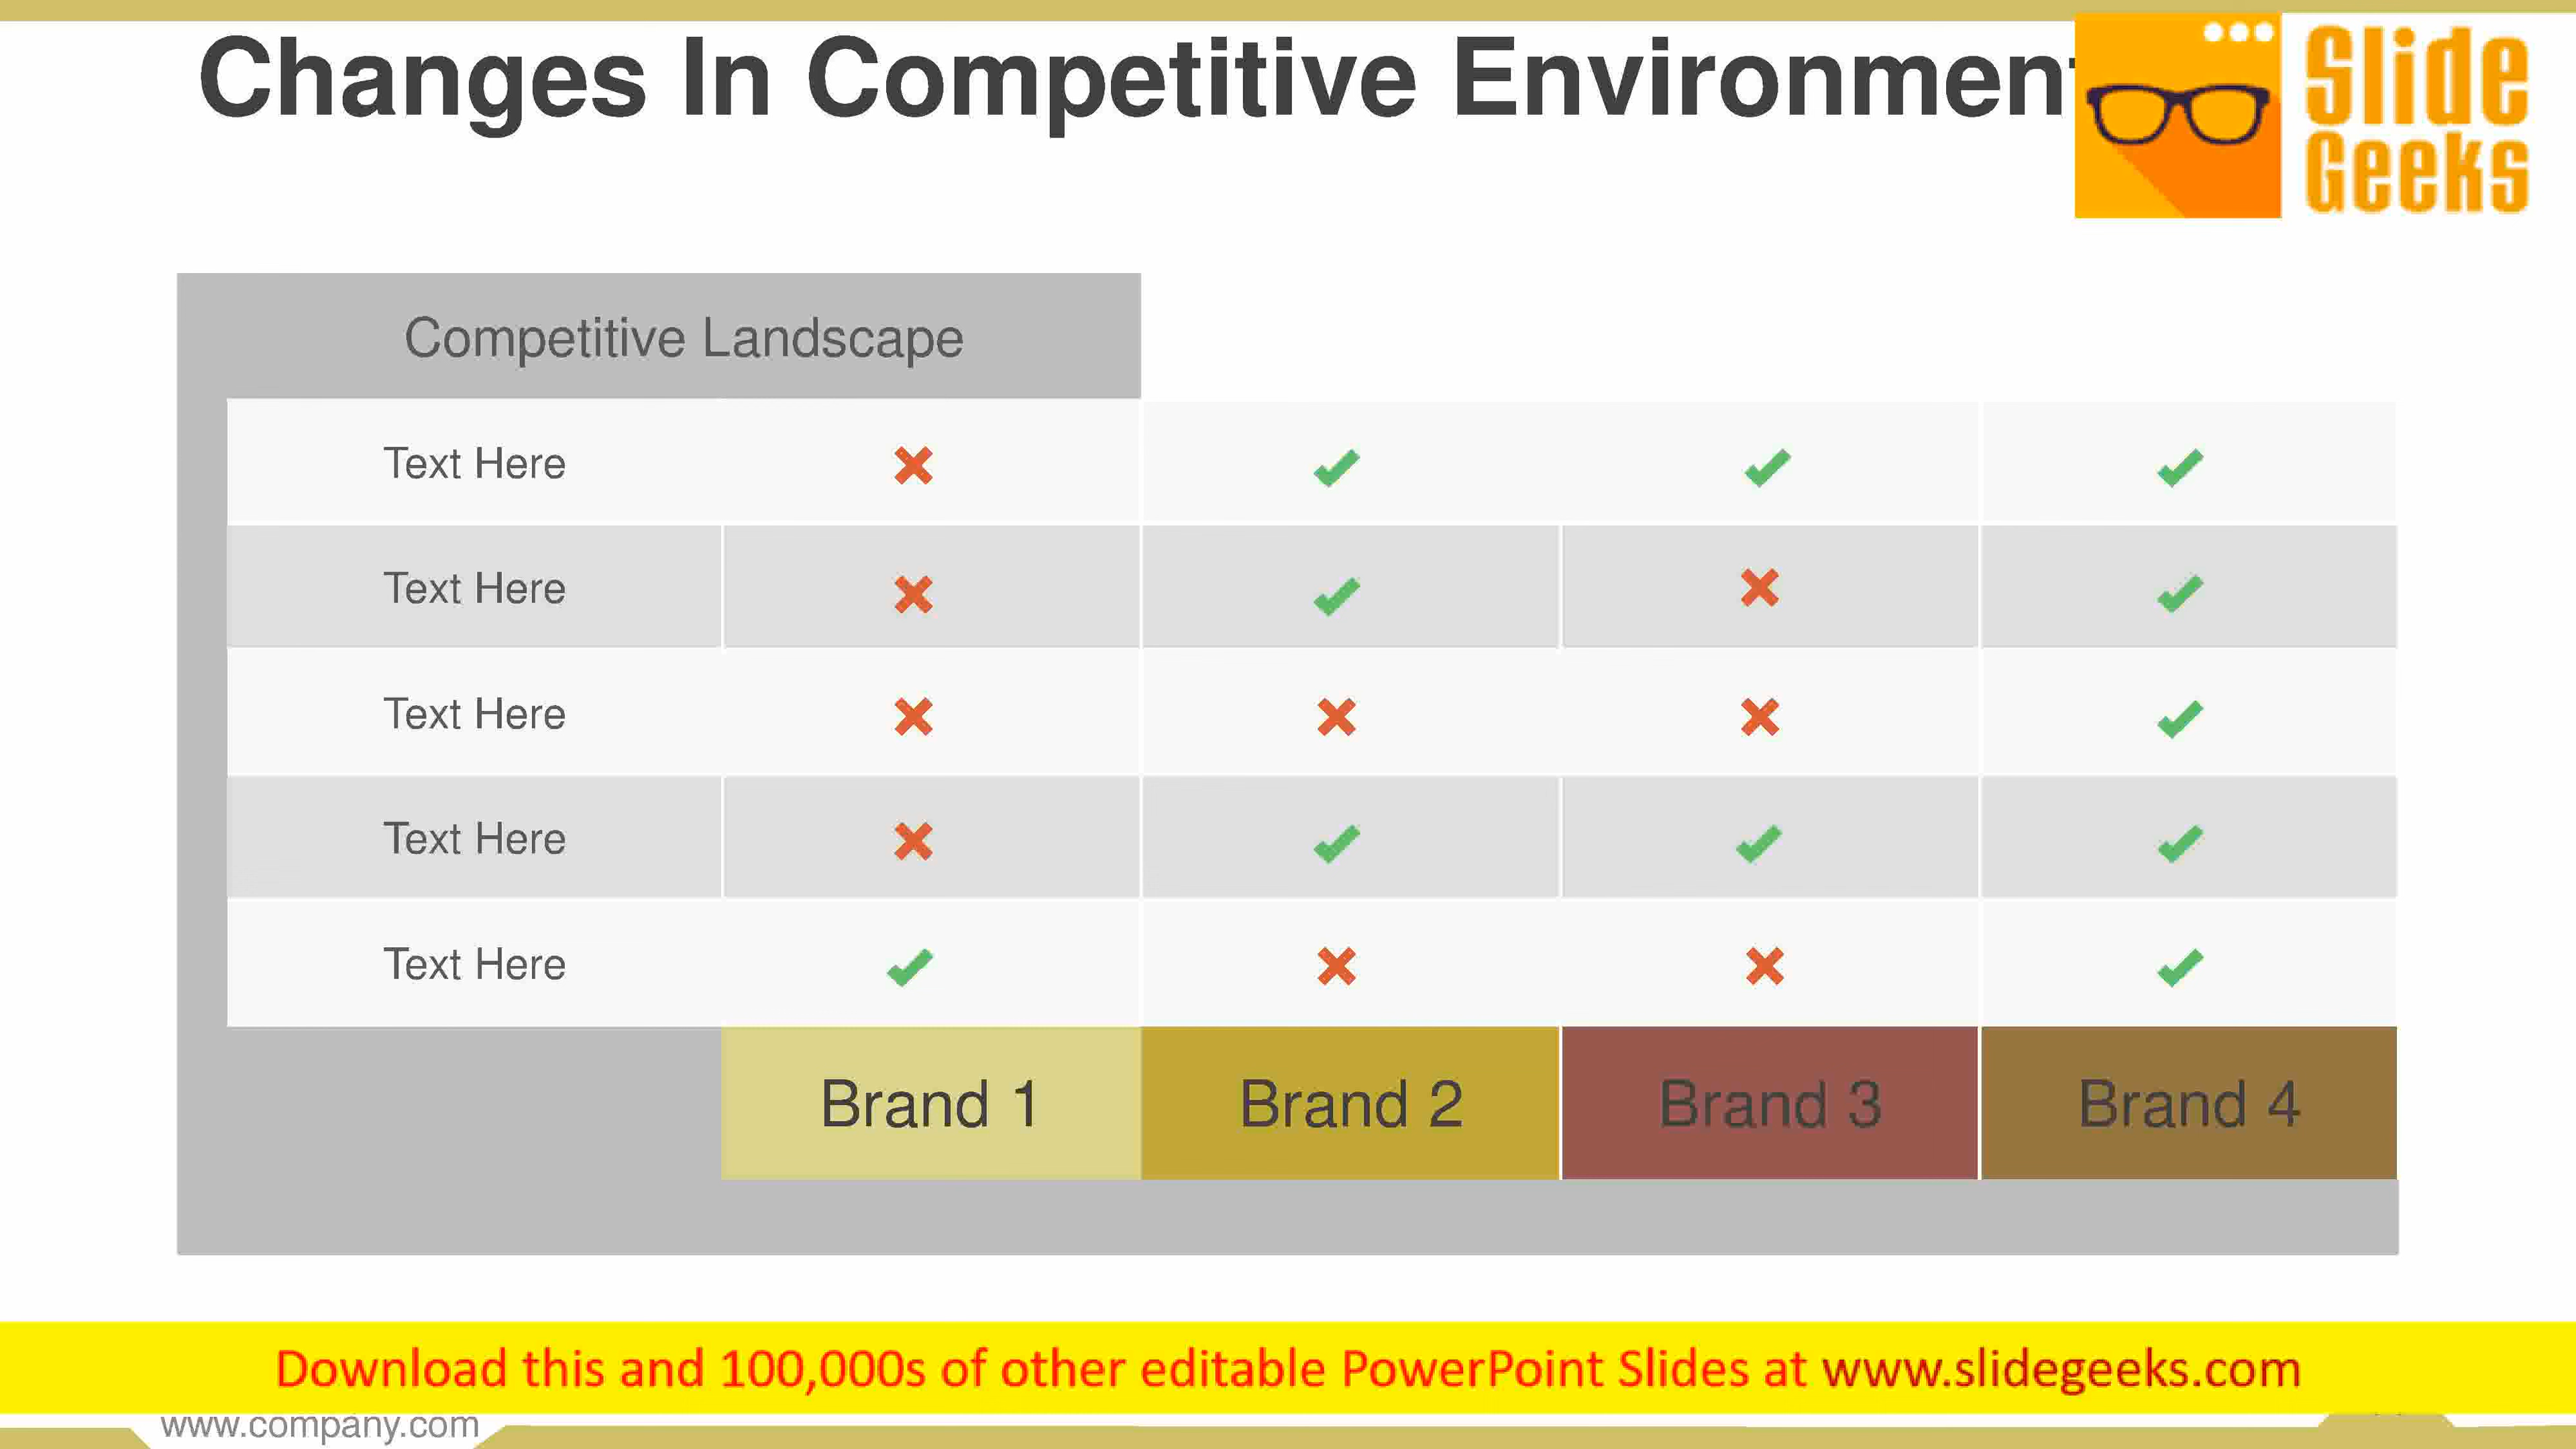 Changes In Competitive Environment
Slide
Geeks
Competitive Landscape
Text Here
Text Here
Text Here
Text Here
Text Here
Brand 1 Brand 2 Brand 3 Brand 4
Download this and 100,000s of other editable PowerPoint Slides at www.slidegeeks.com
www.company.com